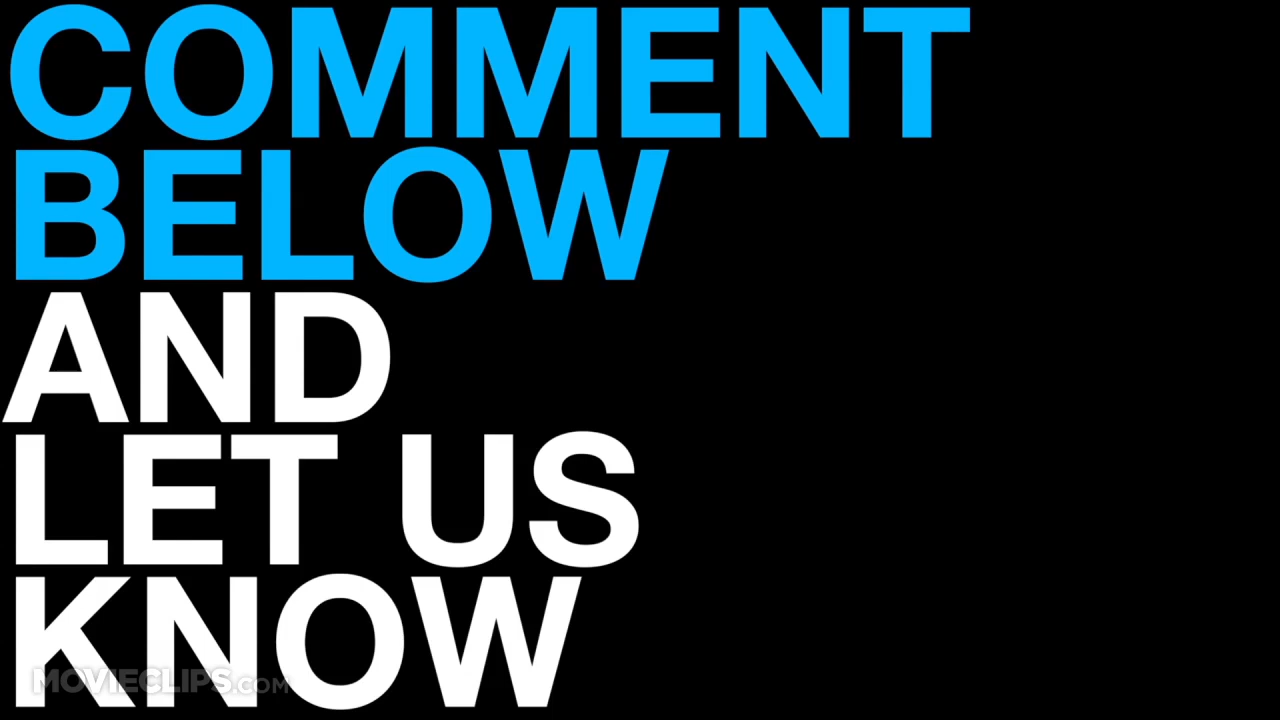 COMMENT
BELOW
AND
LET US
KNOW
MOVIECLIPS.COM